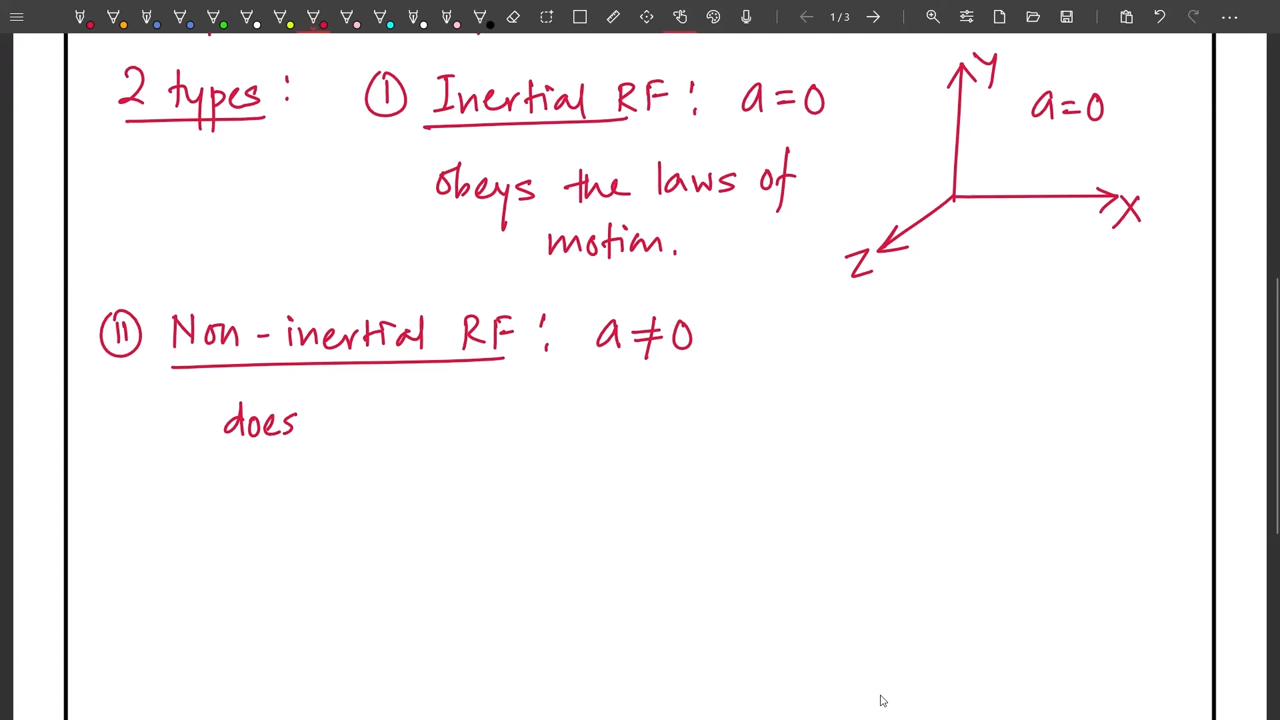 1/3
2 types : (I) Inertial RF : a = 0
obeys the laws of
motion.
Y
a = 0
X
Z
(II) Non-inertial RF : a ≠ 0
does